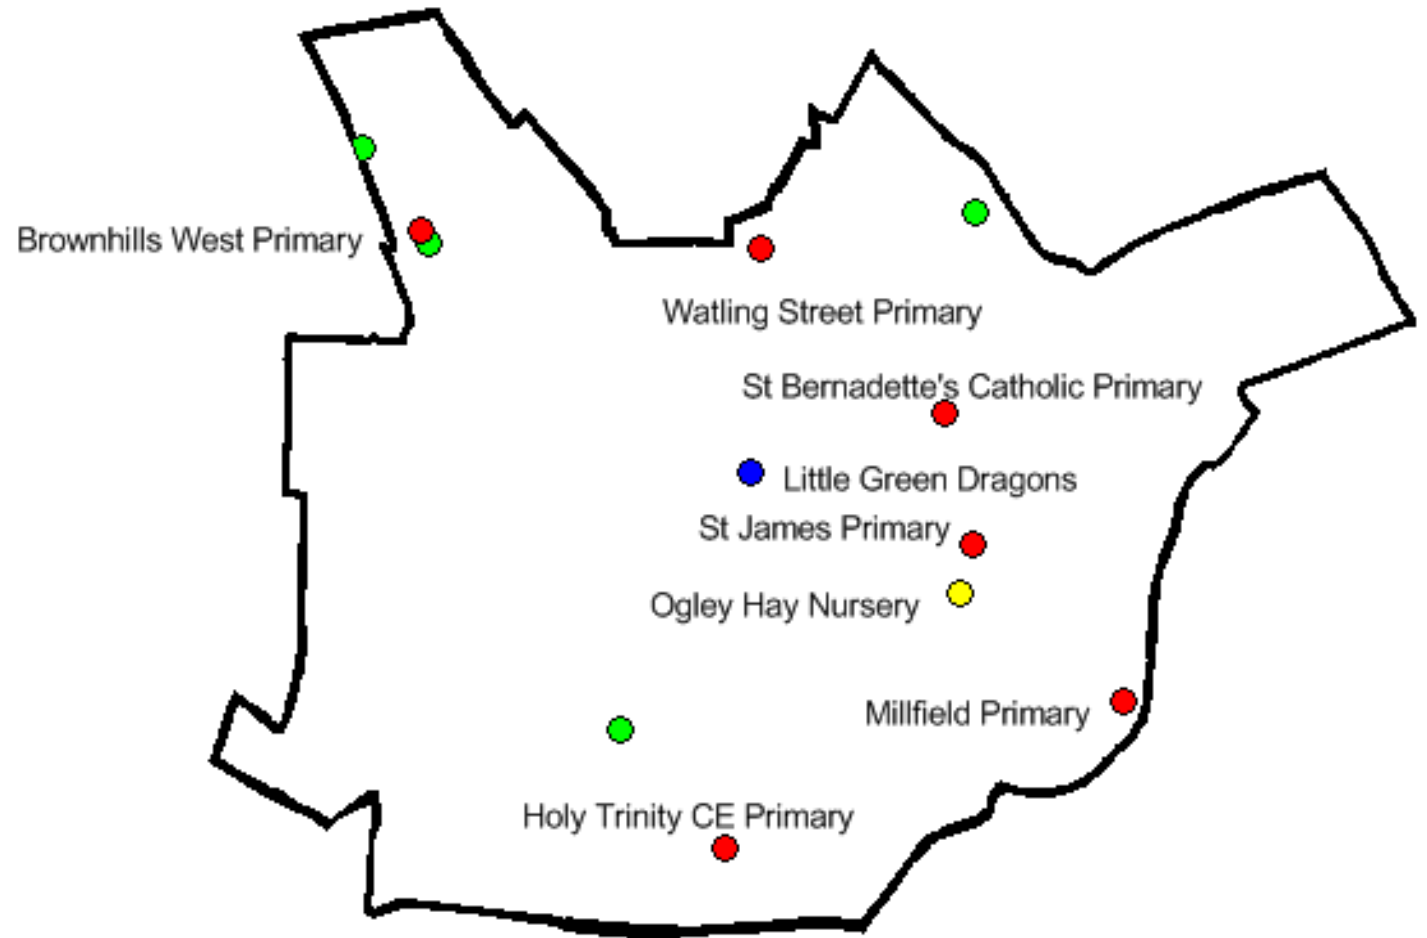 Brownhills West Primary
Watling Street Primary
St Bernadette's Catholic Primary
Little Green Dragons
St James Primary
Ogley Hay Nursery
Millfield Primary
Holy Trinity CE Primary